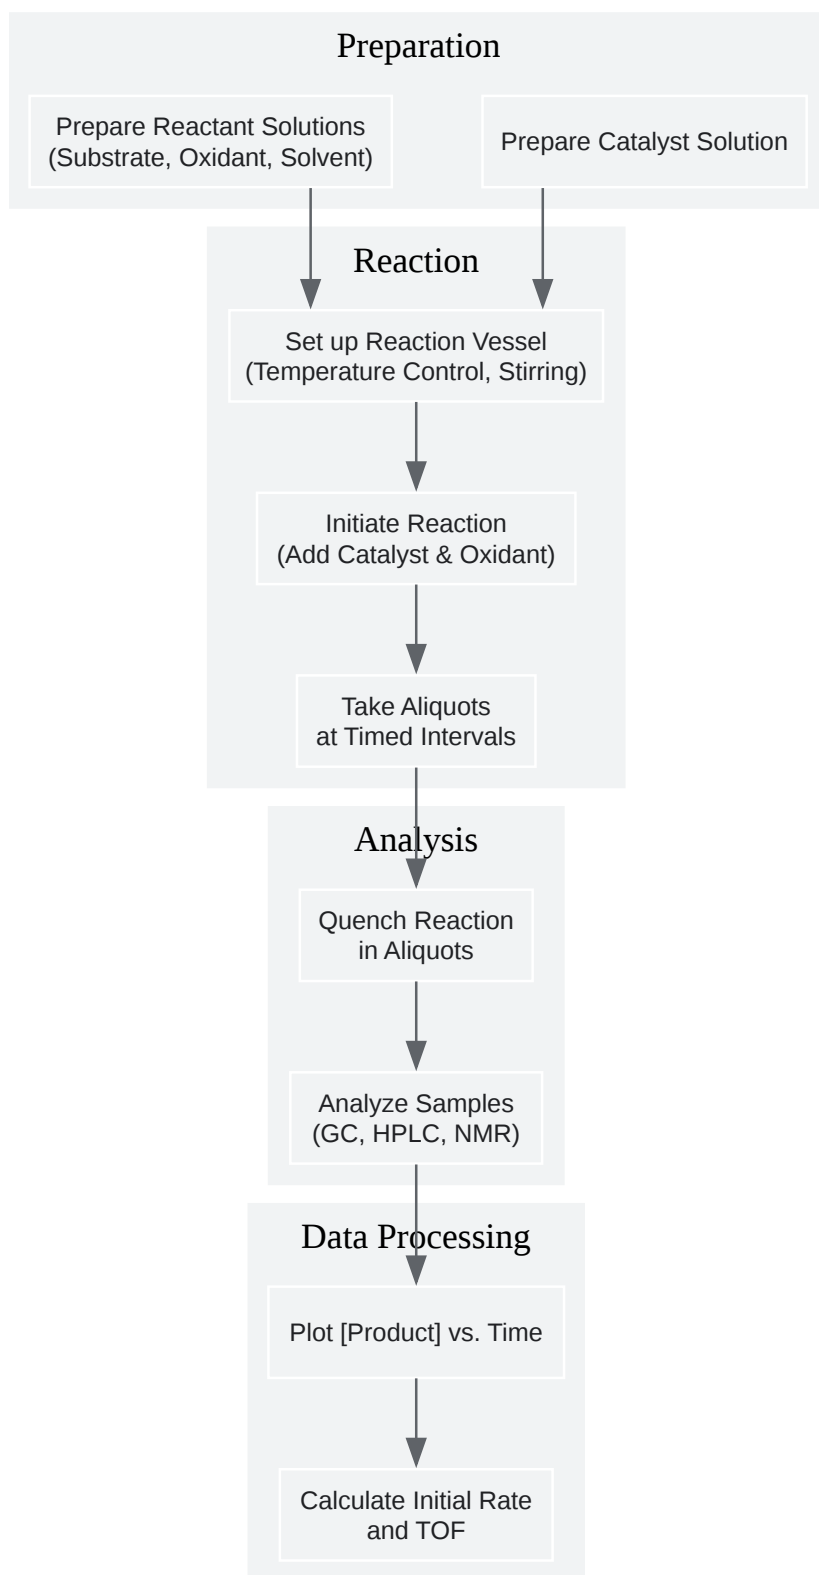 Preparation
Prepare Reactant Solutions
(Substrate, Oxidant, Solvent)
Prepare Catalyst Solution
Reaction
Set up Reaction Vessel
(Temperature Control, Stirring)
Initiate Reaction
(Add Catalyst & Oxidant)
Take Aliquots
at Timed Intervals
Analysis
Quench Reaction
in Aliquots
Analyze Samples
(GC, HPLC, NMR)
Data Processing
Plot [Product] vs. Time
Calculate Initial Rate
and TOF